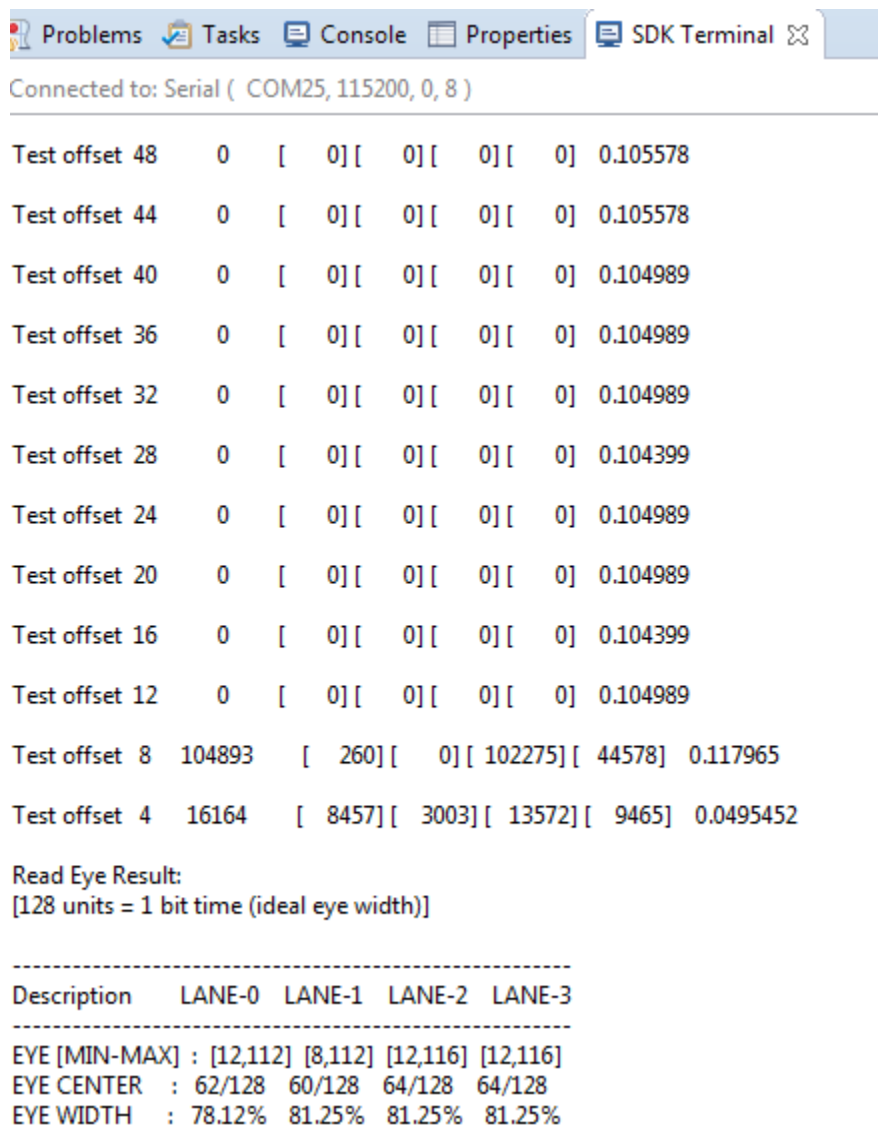 Problems Tasks Console Properties SDK Terminal
Connected to: Serial ( COM25, 115200, 0, 8 )
Test offset 48 0 [ 0] [ 0] [ 0] [ 0] 0.105578
Test offset 44 0 [ 0] [ 0] [ 0] [ 0] 0.105578
Test offset 40 0 [ 0] [ 0] [ 0] [ 0] 0.104989
Test offset 36 0 [ 0] [ 0] [ 0] [ 0] 0.104989
Test offset 32 0 [ 0] [ 0] [ 0] [ 0] 0.104989
Test offset 28 0 [ 0] [ 0] [ 0] [ 0] 0.104399
Test offset 24 0 [ 0] [ 0] [ 0] [ 0] 0.104989
Test offset 20 0 [ 0] [ 0] [ 0] [ 0] 0.104989
Test offset 16 0 [ 0] [ 0] [ 0] [ 0] 0.104399
Test offset 12 0 [ 0] [ 0] [ 0] [ 0] 0.104989
Test offset 8 104893 [ 260] [ 0] [ 102275] [ 44578] 0.117965
Test offset 4 16164 [ 8457] [ 3003] [ 13572] [ 9465] 0.0495452
Read Eye Result:
[128 units = 1 bit time (ideal eye width)]
--------------------------------------------------------
Description LANE-0 LANE-1 LANE-2 LANE-3
--------------------------------------------------------
EYE [MIN-MAX] : [12,112] [8,112] [12,116] [12,116]
EYE CENTER : 62/128 60/128 64/128 64/128
EYE WIDTH : 78.12% 81.25% 81.25% 81.25%